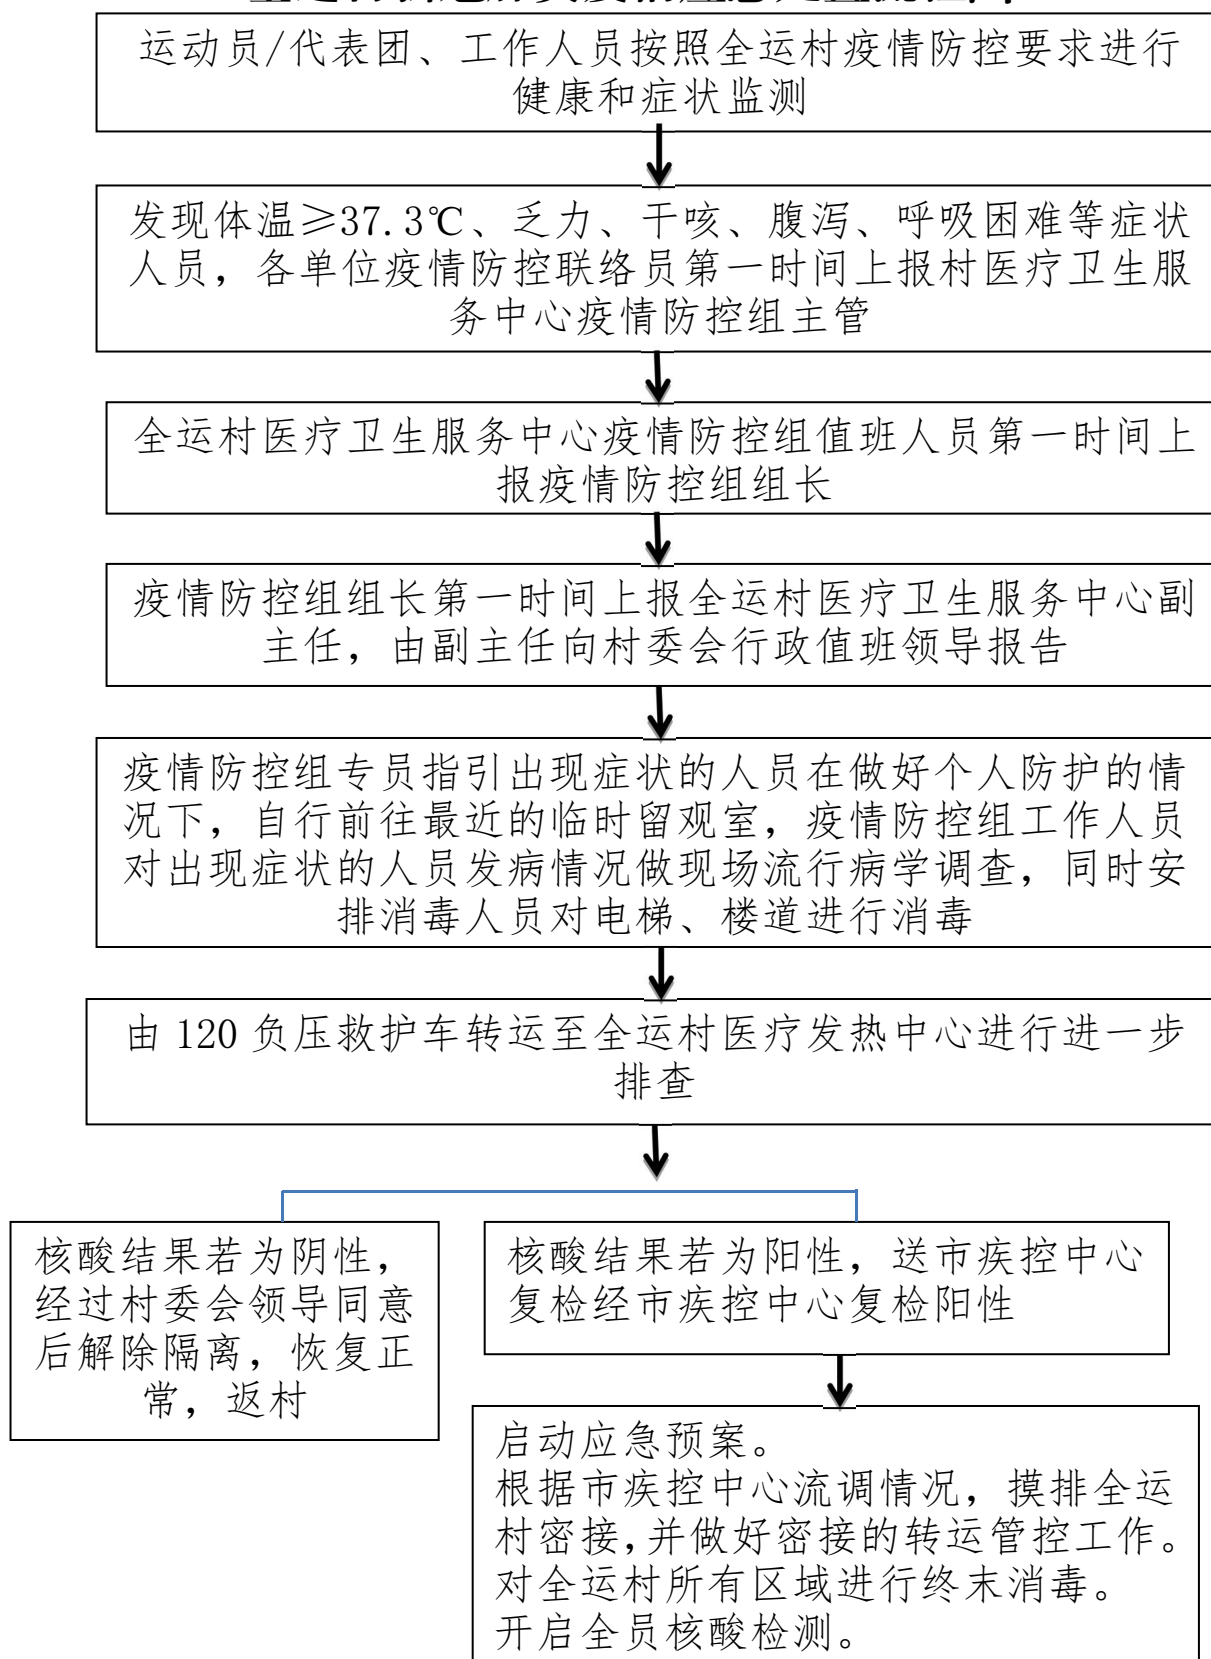 运动员/代表团、工作人员按照全运村疫情防控要求进行
健康和症状监测
发现体温≥37.3℃、乏力、干咳、腹泻、呼吸困难等症状
人员，各单位疫情防控联络员第一时间上报村医疗卫生服
务中心疫情防控组主管
全运村医疗卫生服务中心疫情防控组值班人员第一时间上
报疫情防控组组长
疫情防控组组长第一时间上报全运村医疗卫生服务中心副
主任，由副主任向村委会行政值班领导报告
疫情防控组专员指引出现症状的人员在做好个人防护的情
况下，自行前往最近的临时留观室，疫情防控组工作人员
对出现症状的人员发病情况做现场流行病学调查，同时安
排消毒人员对电梯、楼道进行消毒
由 120 负压救护车转运至全运村医疗发热中心进行进一步
排查
核酸结果若为阴性，
经过村委会领导同意
后解除隔离，恢复正
常，返村
核酸结果若为阳性，送市疾控中心
复检经市疾控中心复检阳性
启动应急预案。
根据市疾控中心流调情况，摸排全运
村密接，并做好密接的转运管控工作。
对全运村所有区域进行终末消毒。
开启全员核酸检测。